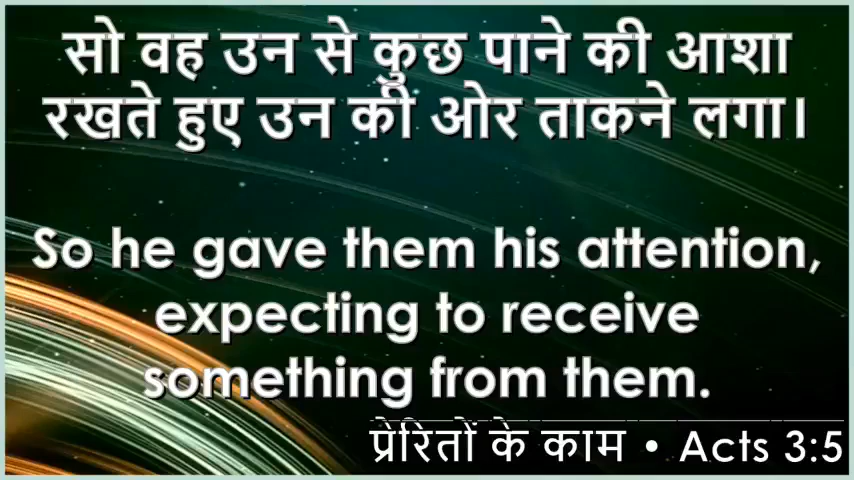 सो वह उन से कुछ पाने की आशा
रखते हुए उन की ओर ताकने लगा।
So he gave them his attention,
expecting to receive
something from them.
प्रेरितों के काम • Acts 3:5